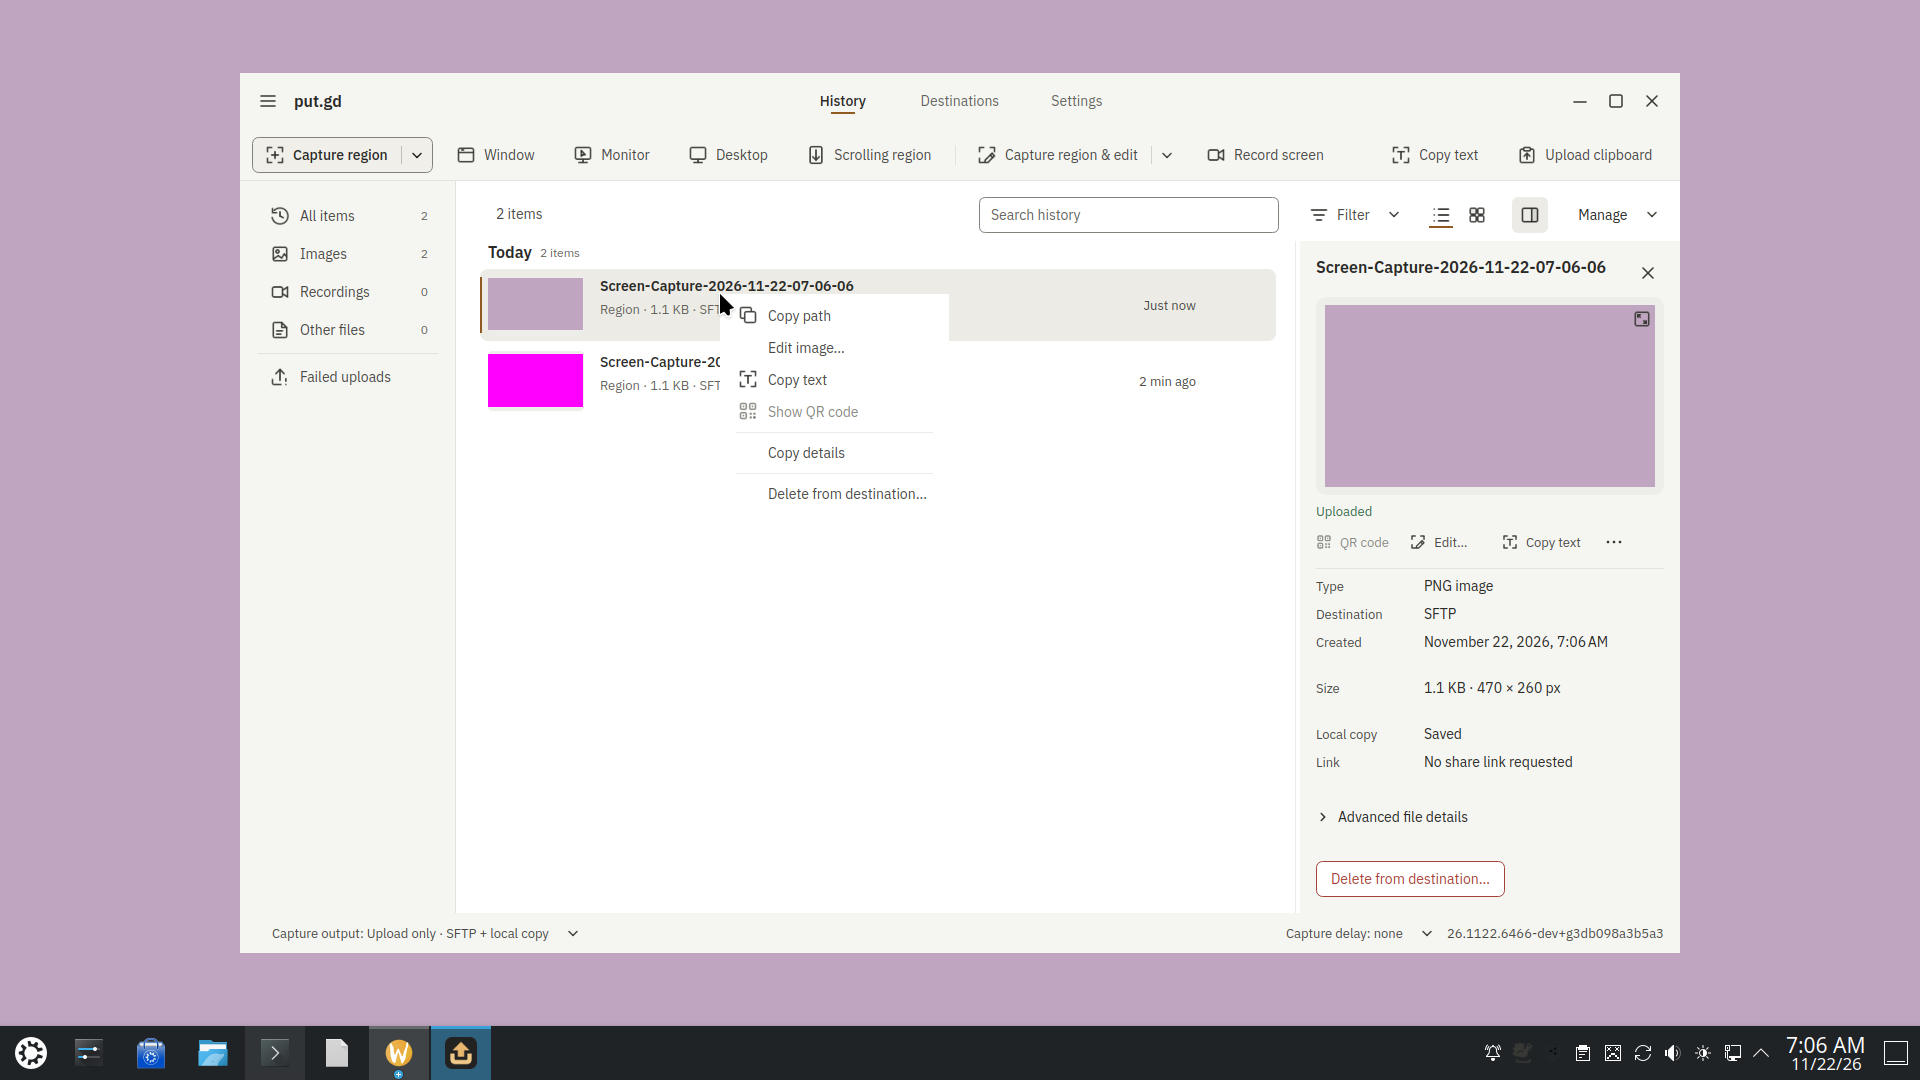 put.gd
History
Destinations
Settings
Capture region
Window
Monitor
Desktop
Scrolling region
Capture region & edit
Record screen
Copy text
Upload clipboard
All items 2
Images 2
Recordings 0
Other files 0
Failed uploads
2 items
Search history
Filter
Manage
Today 2 items
Screen-Capture-2026-11-22-07-06-06
Region · 1.1 KB · SFT
Just now
Screen-Capture-20
Region · 1.1 KB · SFT
2 min ago
Copy path
Edit image...
Copy text
Show QR code
Copy details
Delete from destination...
Screen-Capture-2026-11-22-07-06-06
Uploaded
QR code
Edit...
Copy text
Type PNG image
Destination SFTP
Created November 22, 2026, 7:06 AM
Size 1.1 KB · 470 × 260 px
Local copy Saved
Link No share link requested
Advanced file details
Delete from destination...
Capture output: Upload only · SFTP + local copy
Capture delay: none
26.1122.6466-dev+g3db098a3b5a3
7:06 AM
11/22/26